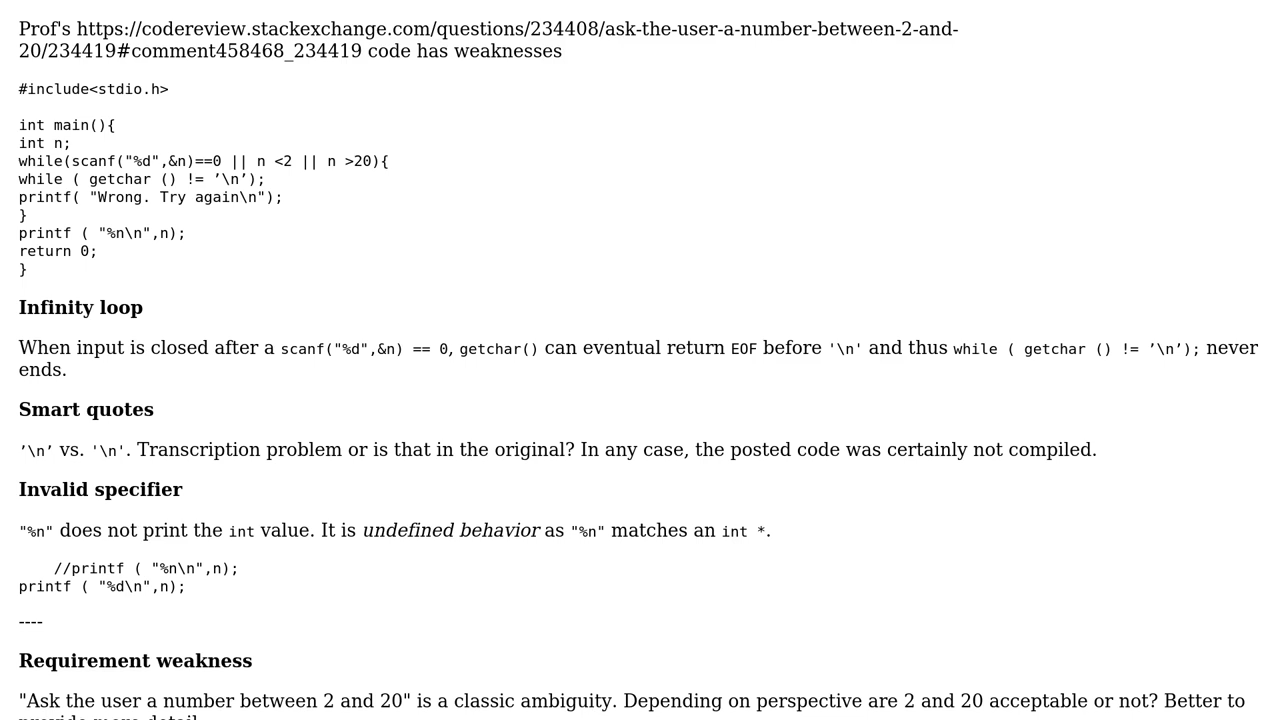 Prof's https://codereview.stackexchange.com/questions/234408/ask-the-user-a-number-between-2-and-
20/234419#comment458468_234419 code has weaknesses
#include<stdio.h>
int main(){
int n;
while(scanf("%d",&n)==0 || n <2 || n >20){
while ( getchar () != ’\n’);
printf( "Wrong. Try again\n");
}
printf ( "%n\n",n);
return 0;
}
Infinity loop
When input is closed after a scanf("%d",&n) == 0, getchar() can eventual return EOF before '\n' and thus while ( getchar () != ’\n’); never
ends.
Smart quotes
’\n’ vs. '\n'. Transcription problem or is that in the original? In any case, the posted code was certainly not compiled.
Invalid specifier
"%n" does not print the int value. It is undefined behavior as "%n" matches an int *.
//printf ( "%n\n",n);
printf ( "%d\n",n);
----
Requirement weakness
"Ask the user a number between 2 and 20" is a classic ambiguity. Depending on perspective are 2 and 20 acceptable or not? Better to
provide more detail